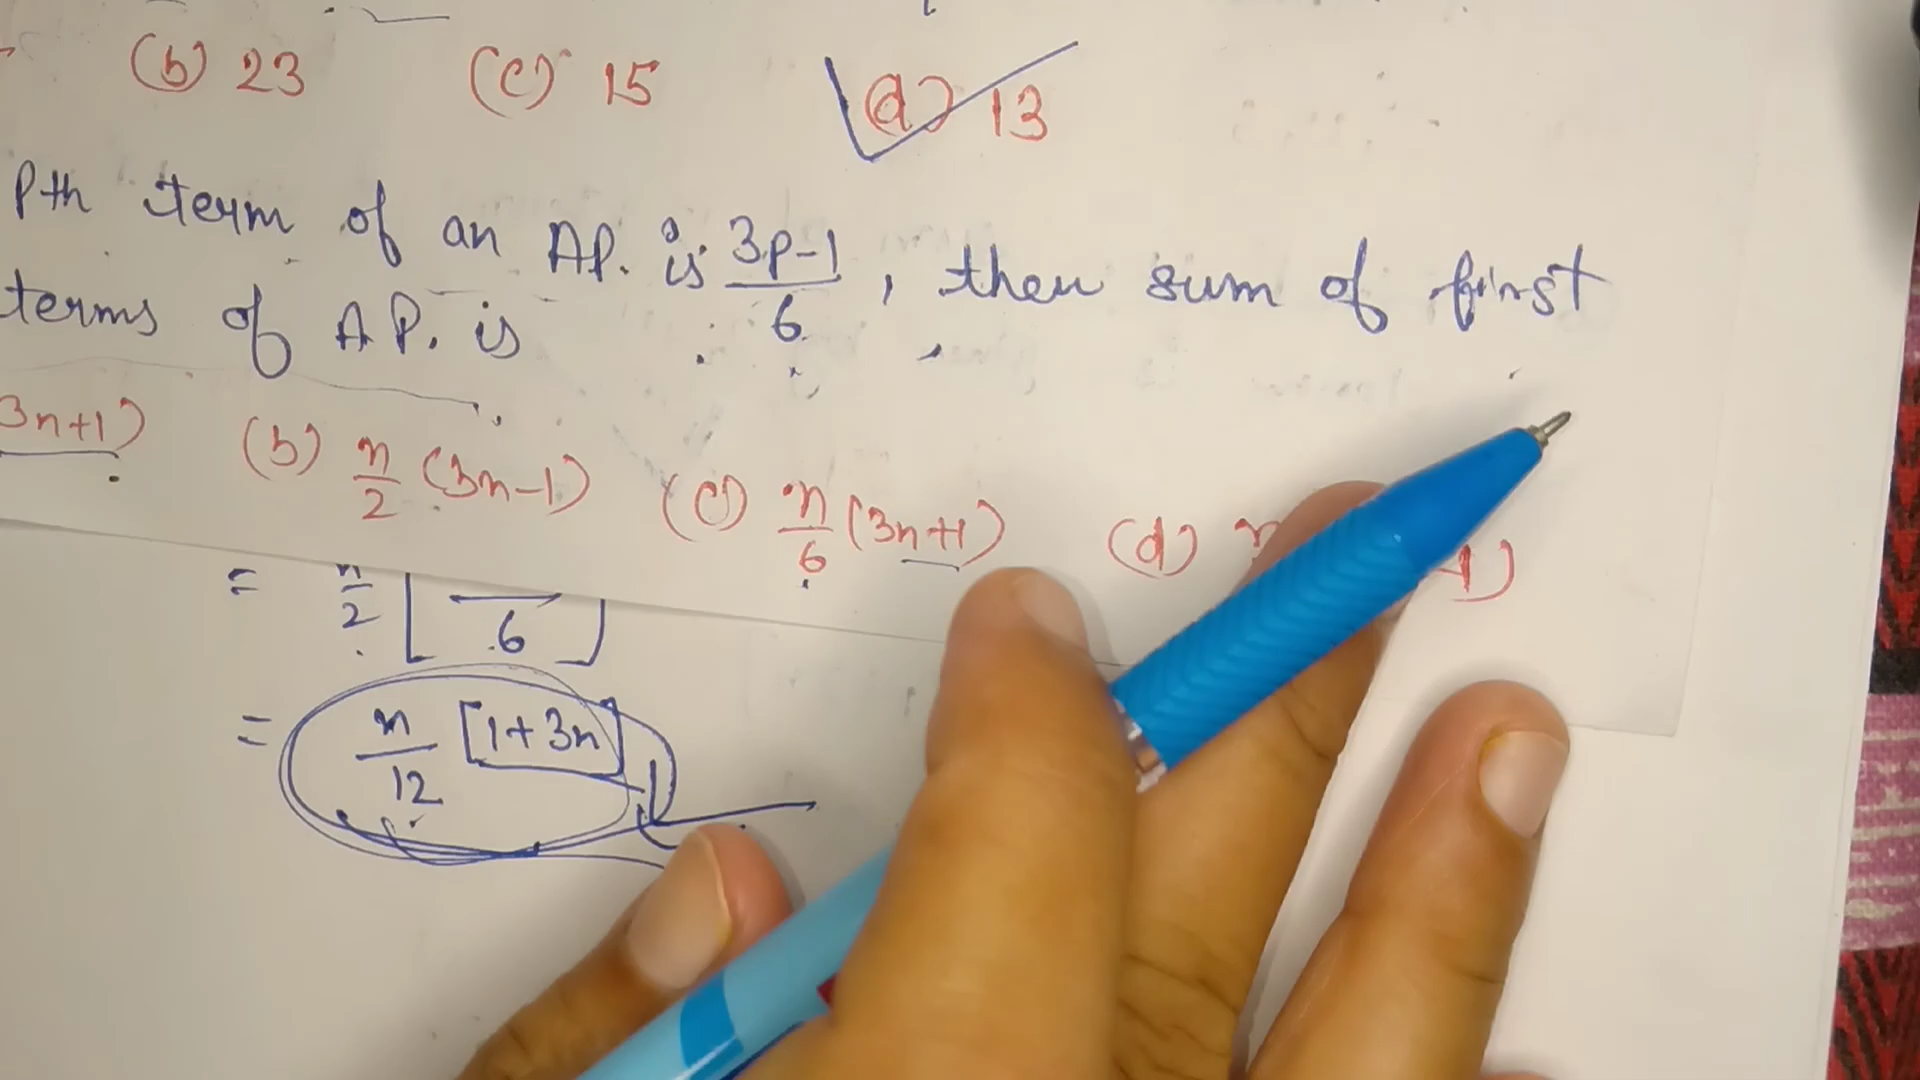 (b) 23 (c) 15 (d) 13
Pth term of an AP. is 3p-1/6, then sum of first
terms of AP. is
3n+1) (b) n/2 (3n-1) (c) n/6 (3n+1) (d)
= n/2 [ /6 ]
= n/12 [1+3n]